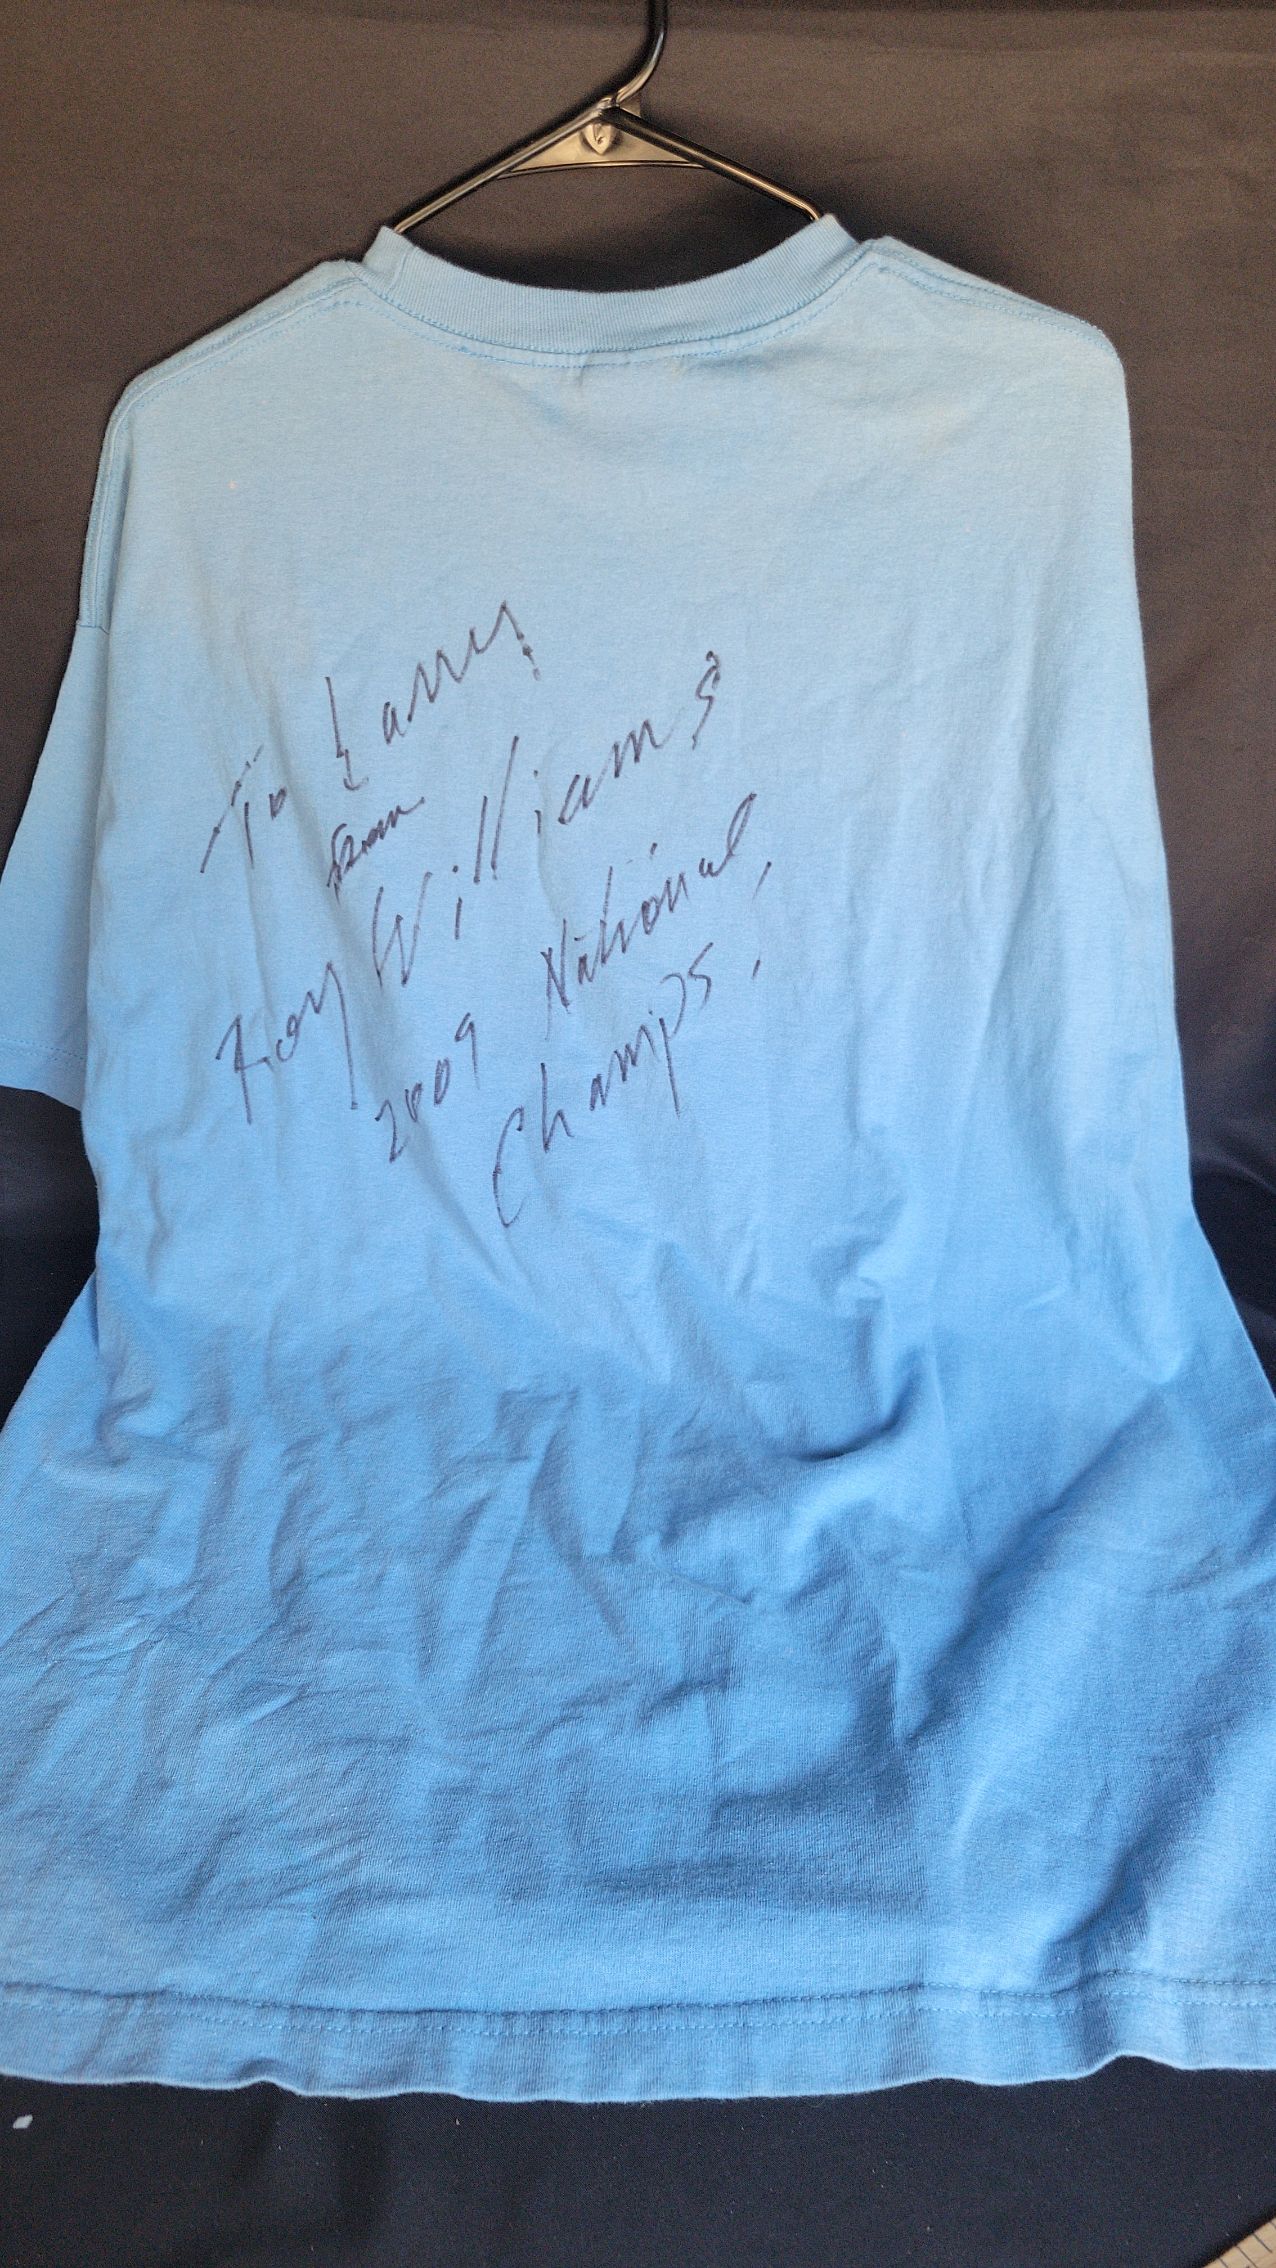 To Larry
From
Roy Williams
2009 National
Champs!